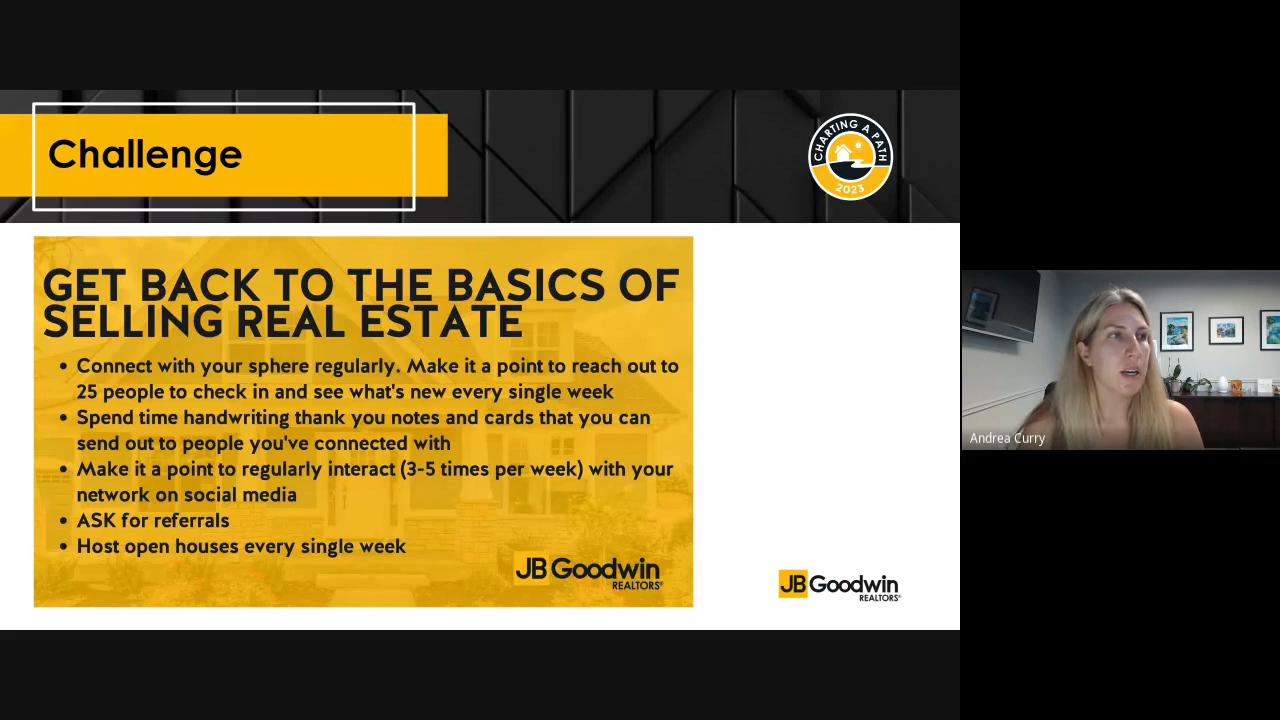 Challenge
CHARTING A PATH
2023
GET BACK TO THE BASICS OF
SELLING REAL ESTATE
• Connect with your sphere regularly. Make it a point to reach out to
25 people to check in and see what's new every single week
• Spend time handwriting thank you notes and cards that you can
send out to people you've connected with
• Make it a point to regularly interact (3-5 times per week) with your
network on social media
• ASK for referrals
• Host open houses every single week
JB Goodwin
REALTORS®
JB Goodwin
REALTORS®
Andrea Curry